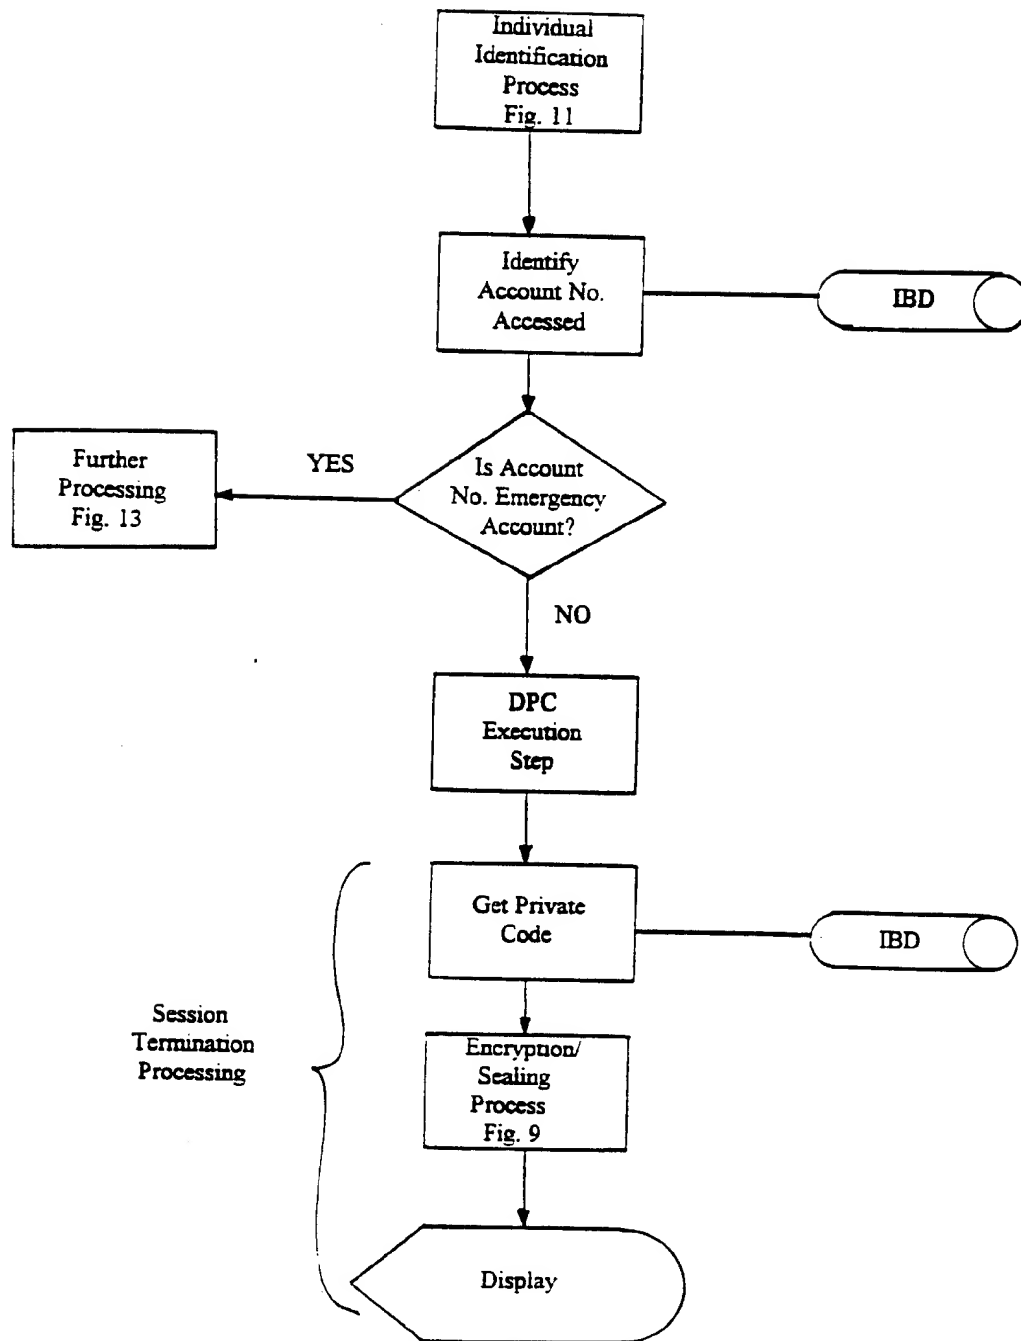 Individual
Identification
Process
Fig. 11
Identify
Account No.
Accessed
IBD
Further
Processing
Fig. 13
YES
Is Account
No. Emergency
Account?
NO
DPC
Execution
Step
Get Private
Code
IBD
Session
Termination
Processing
Encryption/
Sealing
Process
Fig. 9
Display